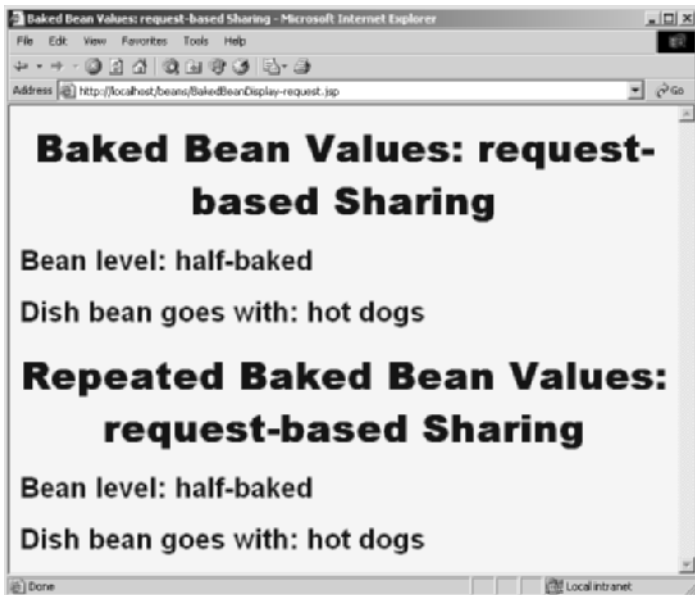 Baked Bean Values: request-based Sharing - Microsoft Internet Explorer
File Edit View Favorites Tools Help
Address http://localhost/beans/BakedBeanDisplay-request.jsp Go
Baked Bean Values: request-
based Sharing
Bean level: half-baked
Dish bean goes with: hot dogs
Repeated Baked Bean Values:
request-based Sharing
Bean level: half-baked
Dish bean goes with: hot dogs
Done Local intranet